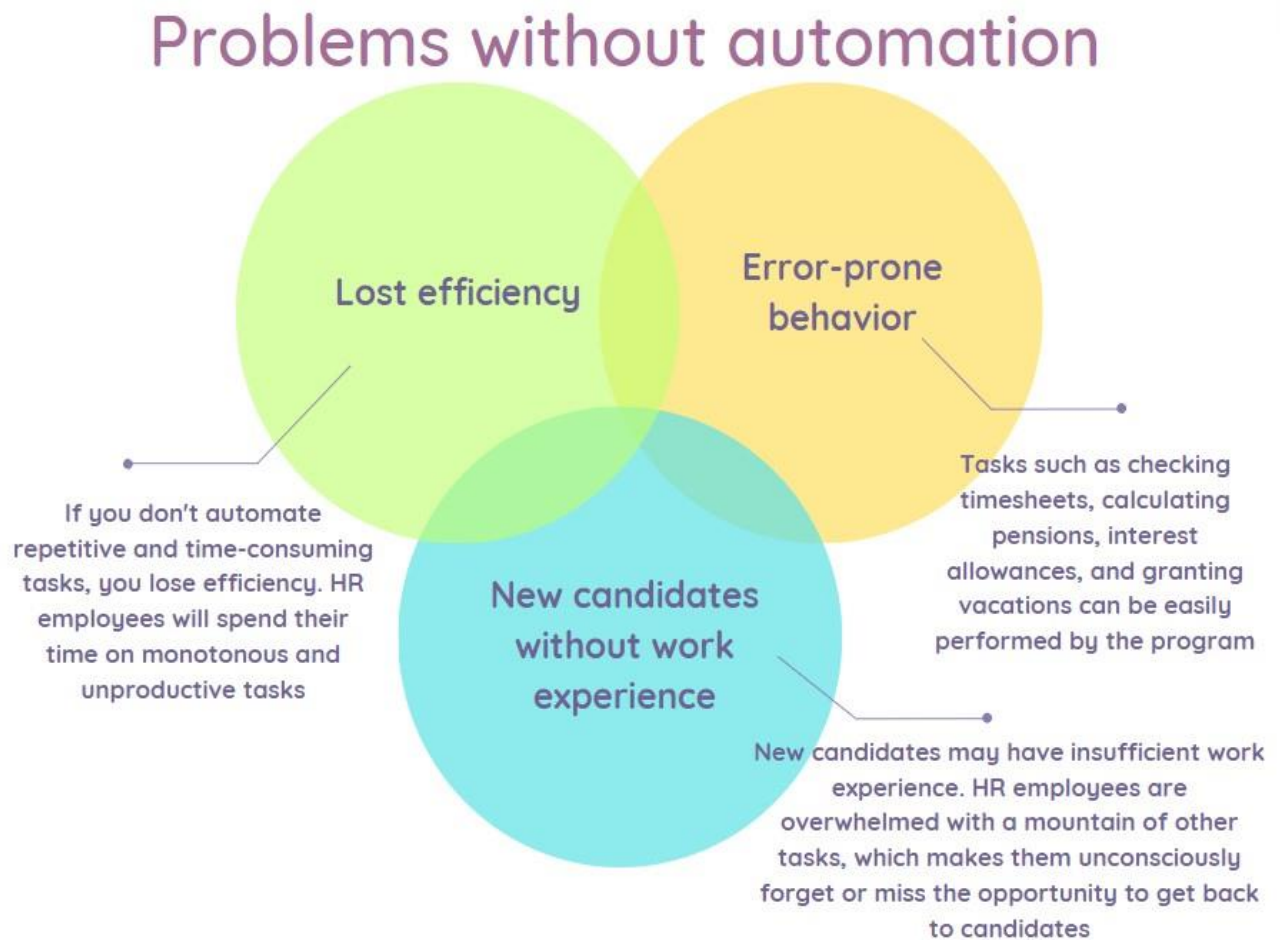 Problems without automation
Lost efficiency
Error-prone
behavior
If you don't automate
repetitive and time-consuming
tasks, you lose efficiency. HR
employees will spend their
time on monotonous and
unproductive tasks
Tasks such as checking
timesheets, calculating
pensions, interest
allowances, and granting
vacations can be easily
performed by the program
New candidates
without work
experience
New candidates may have insufficient work
experience. HR employees are
overwhelmed with a mountain of other
tasks, which makes them unconsciously
forget or miss the opportunity to get back
to candidates